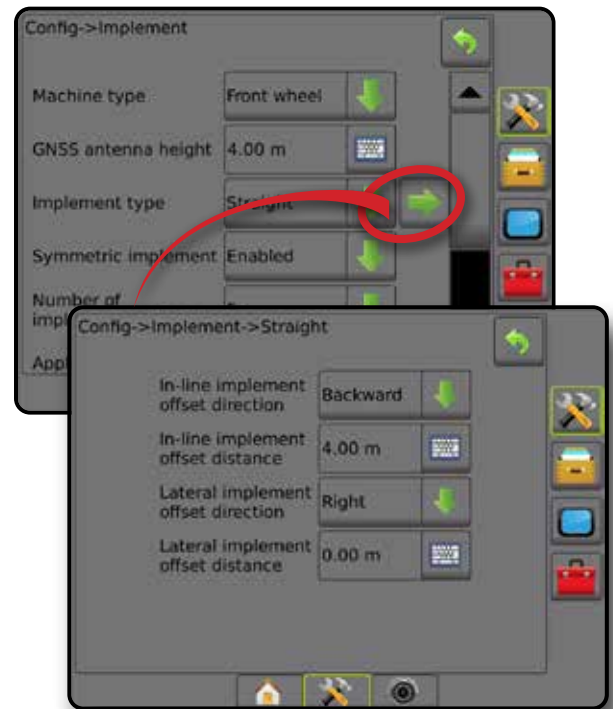 Config->Implement
Machine type Front wheel
GNSS antenna height 4.00 m
Implement type Straight
Symmetric implement Enabled
Number of
Config->Implement->Straight
In-line implement
offset direction Backward
In-line implement
offset distance 4.00 m
Lateral implement
offset direction Right
Lateral implement
offset distance 0.00 m